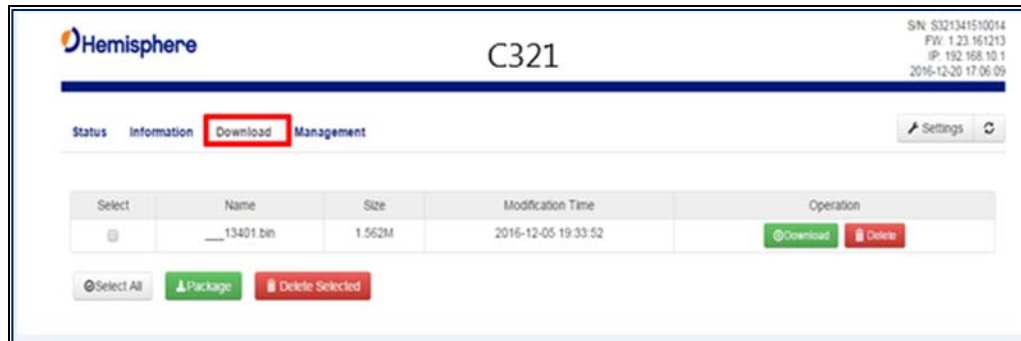 Hemisphere
C321
S/N: S321341510014
FW: 1.23.161213
IP: 192.168.10.1
2016-12-20 17:06:09
Status Information Download Management Settings
Select Name Size Modification Time Operation
___13401.bin 1.562M 2016-12-05 19:33:52 Download Delete
Select All Package Delete Selected